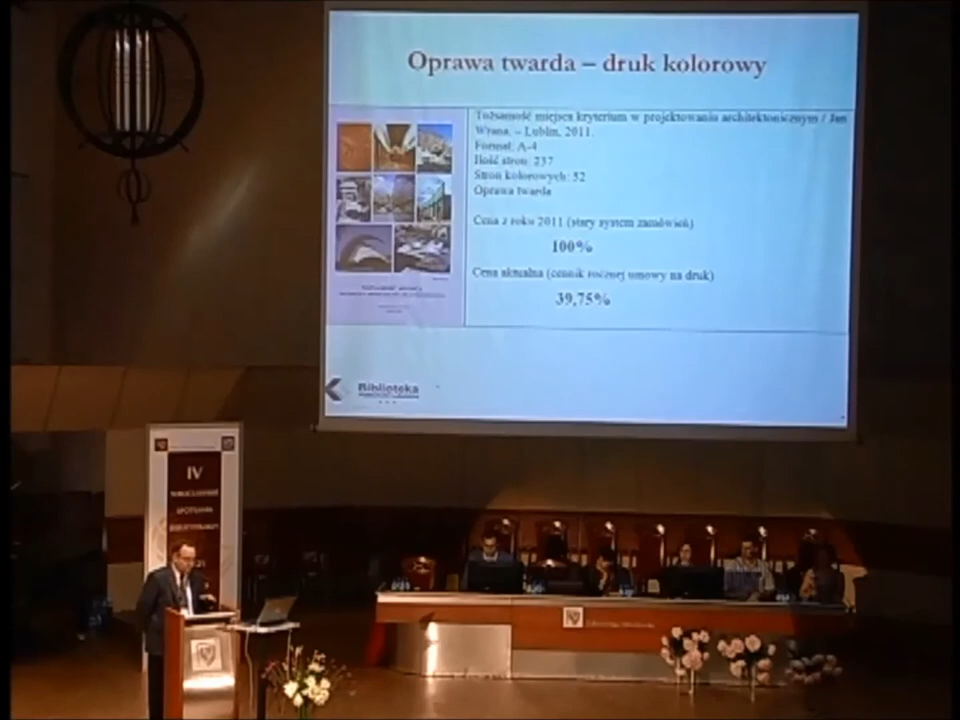 Oprawa twarda – druk kolorowy
Tożsamość miejsca kryterium w projektowaniu architektonicznym / Jan
Wrana. – Lublin, 2011.
Format: A-4
Ilość stron: 237
Stron kolorowych: 52
Oprawa twarda
Cena z roku 2011 (stary system zamówień)
100%
Cena aktualna (cennik rocznej umowy na druk)
39,75%
Biblioteka
IV
SPOTKANIA